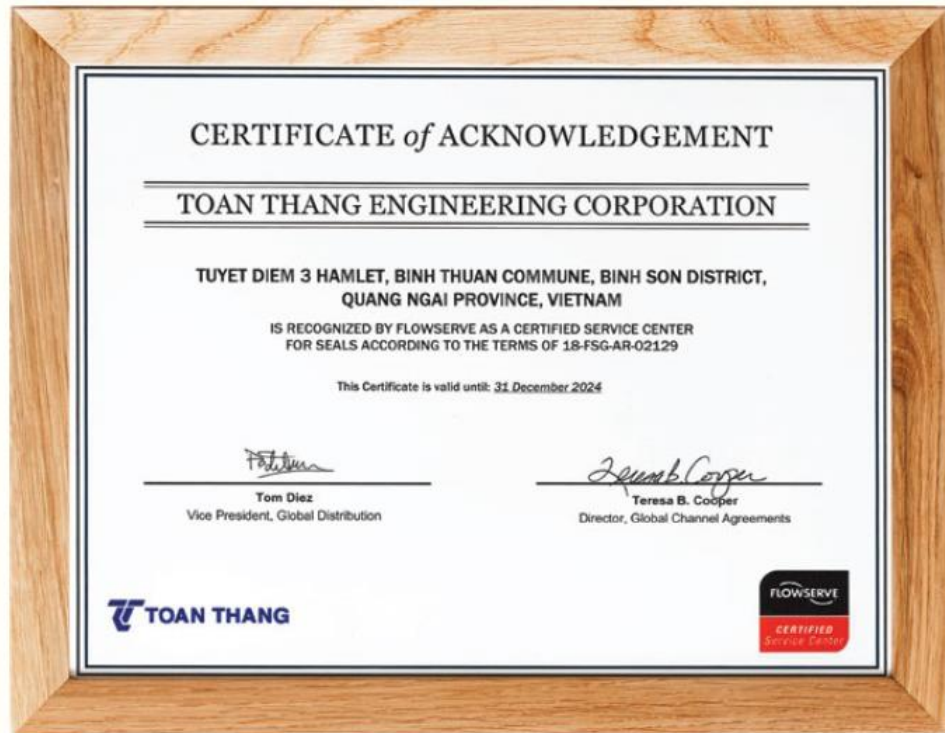 CERTIFICATE of ACKNOWLEDGEMENT
TOAN THANG ENGINEERING CORPORATION
TUYET DIEM 3 HAMLET, BINH THUAN COMMUNE, BINH SON DISTRICT,
QUANG NGAI PROVINCE, VIETNAM
IS RECOGNIZED BY FLOWSERVE AS A CERTIFIED SERVICE CENTER
FOR SEALS ACCORDING TO THE TERMS OF 18-FSG-AR-02129
This Certificate is valid until: 31 December 2024
Teresa B. Cooper
Tom Diez
Teresa B. Cooper
Vice President, Global Distribution
Director, Global Channel Agreements
TOAN THANG
FLOWSERVE
CERTIFIED
Service Center